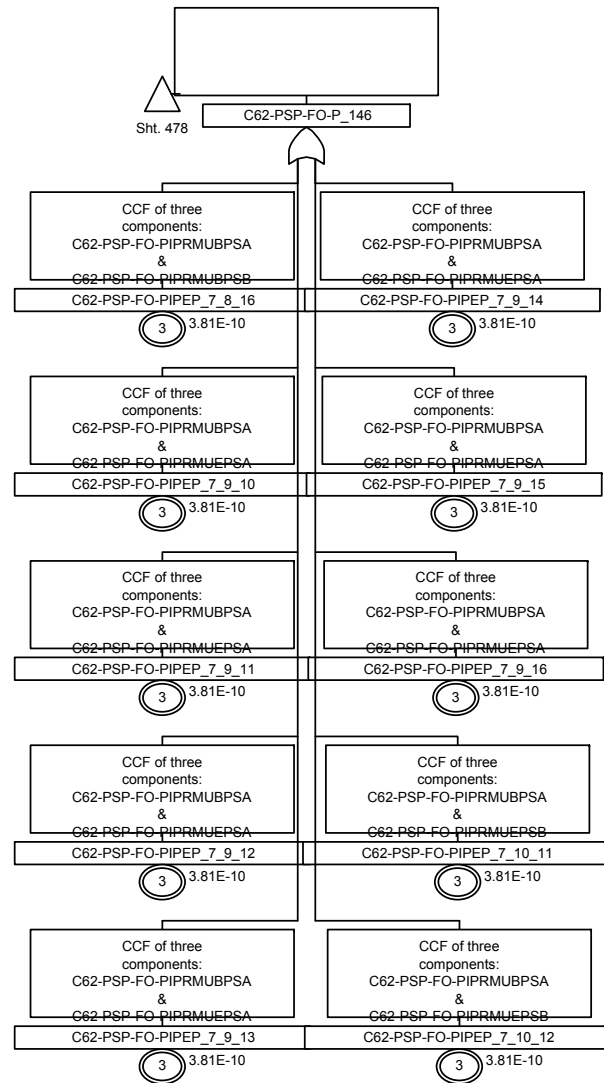 Sht. 478
C62-PSP-FO-P_146
CCF of three
components:
C62-PSP-FO-PIPRMUBPSA
&
C62-PSP-FO-PIPRMUBPSB
C62-PSP-FO-PIPEP_7_8_16
3
3.81E-10
CCF of three
components:
C62-PSP-FO-PIPRMUBPSA
&
C62-PSP-FO-PIPRMUEPSA
C62-PSP-FO-PIPEP_7_9_14
3
3.81E-10
CCF of three
components:
C62-PSP-FO-PIPRMUBPSA
&
C62-PSP-FO-PIPRMUEPSA
C62-PSP-FO-PIPEP_7_9_10
3
3.81E-10
CCF of three
components:
C62-PSP-FO-PIPRMUBPSA
&
C62-PSP-FO-PIPRMUEPSA
C62-PSP-FO-PIPEP_7_9_15
3
3.81E-10
CCF of three
components:
C62-PSP-FO-PIPRMUBPSA
&
C62-PSP-FO-PIPRMUEPSA
C62-PSP-FO-PIPEP_7_9_11
3
3.81E-10
CCF of three
components:
C62-PSP-FO-PIPRMUBPSA
&
C62-PSP-FO-PIPRMUEPSA
C62-PSP-FO-PIPEP_7_9_16
3
3.81E-10
CCF of three
components:
C62-PSP-FO-PIPRMUBPSA
&
C62-PSP-FO-PIPRMUEPSA
C62-PSP-FO-PIPEP_7_9_12
3
3.81E-10
CCF of three
components:
C62-PSP-FO-PIPRMUBPSA
&
C62-PSP-FO-PIPRMUEPSB
C62-PSP-FO-PIPEP_7_10_11
3
3.81E-10
CCF of three
components:
C62-PSP-FO-PIPRMUBPSA
&
C62-PSP-FO-PIPRMUEPSA
C62-PSP-FO-PIPEP_7_9_13
3
3.81E-10
CCF of three
components:
C62-PSP-FO-PIPRMUBPSA
&
C62-PSP-FO-PIPRMUEPSB
C62-PSP-FO-PIPEP_7_10_12
3
3.81E-10